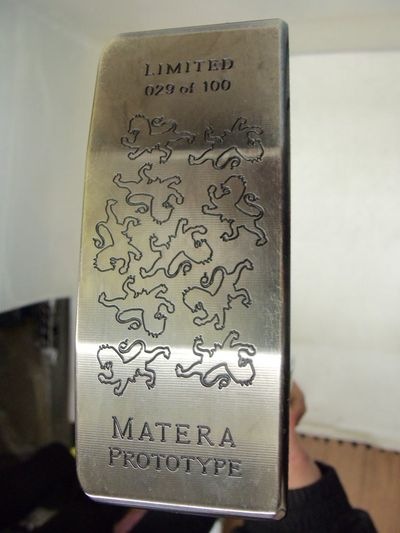 LIMITED
029 of 100
MATERA
PROTOTYPE